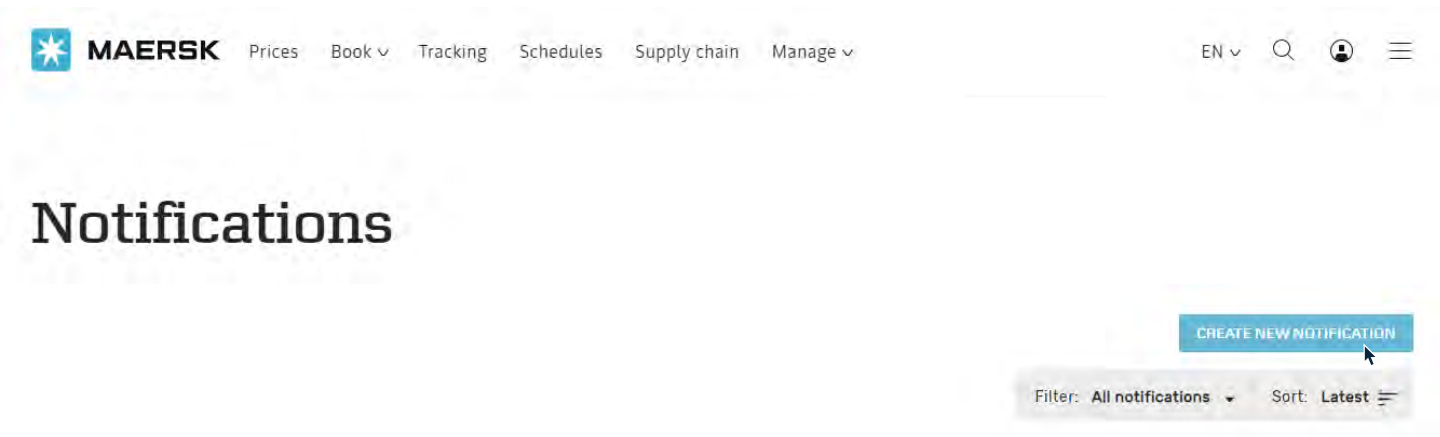 MAERSK Prices Book Tracking Schedules Supply chain Manage EN
Notifications
CREATE NEW NOTIFICATION
Filter: All notifications Sort: Latest